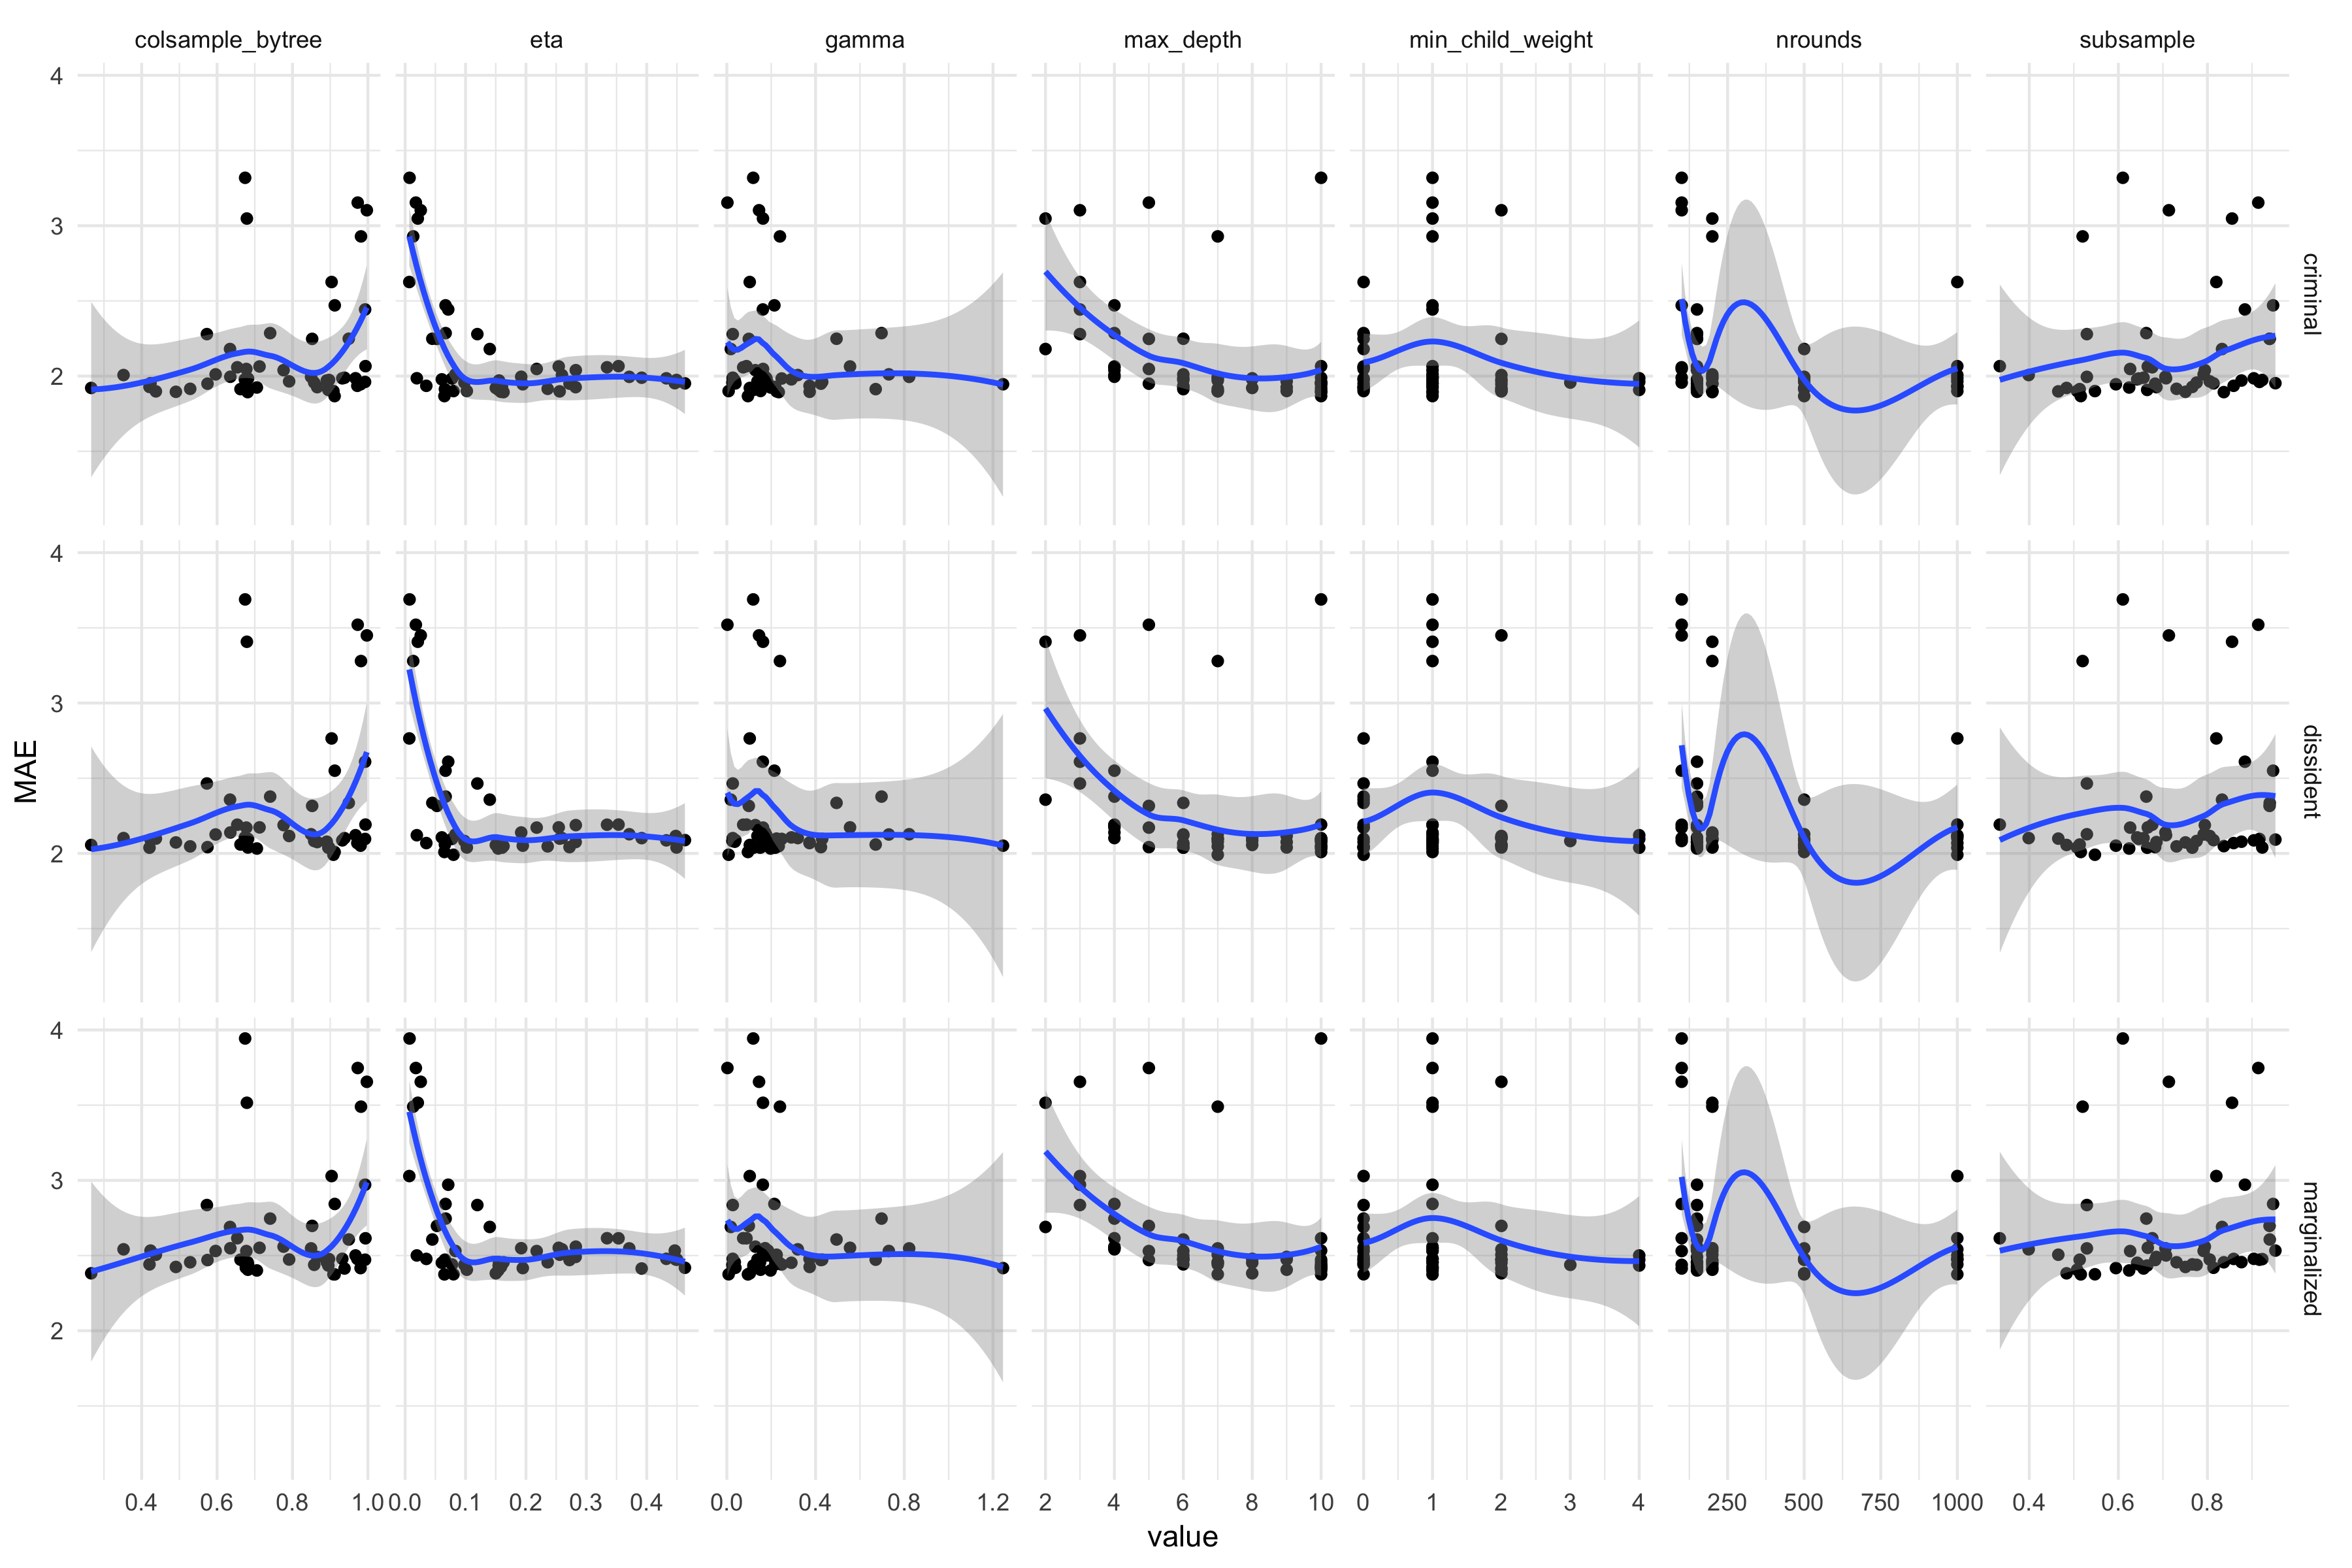 colsample_bytree eta gamma max_depth min_child_weight nrounds subsample
4
3
2
criminal
4
3
2
dissident
4
3
2
marginalized
MAE
0.4 0.6 0.8 1.0 0.0 0.1 0.2 0.3 0.4 0.0 0.4 0.8 1.2 2 4 6 8 10 0 1 2 3 4 250 500 750 1000 0.4 0.6 0.8
value